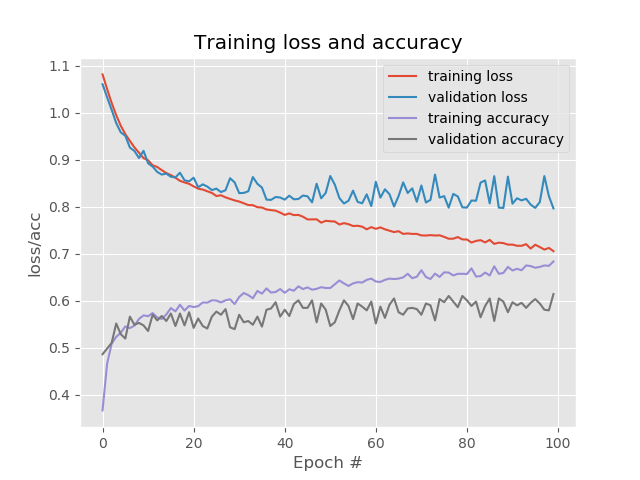 Training loss and accuracy
training loss
validation loss
training accuracy
validation accuracy
loss/acc
1.1
1.0
0.9
0.8
0.7
0.6
0.5
0.4
0 20 40 60 80 100
Epoch #